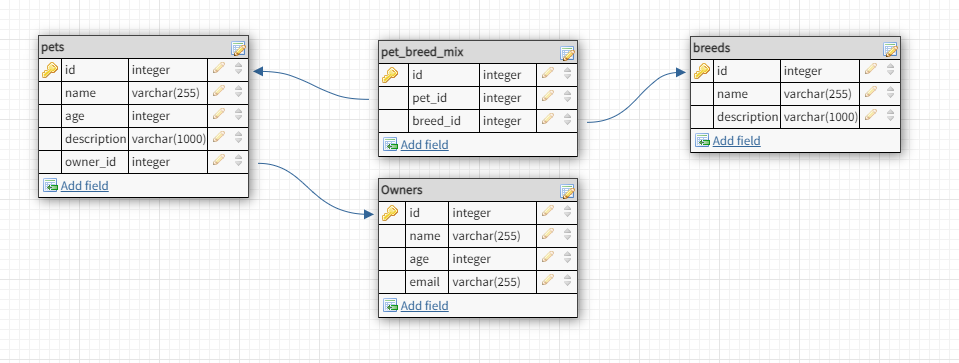 pets
id integer
name varchar(255)
age integer
description varchar(1000)
owner_id integer
Add field
pet_breed_mix
id integer
pet_id integer
breed_id integer
Add field
breeds
id integer
name varchar(255)
description varchar(1000)
Add field
Owners
id integer
name varchar(255)
age integer
email varchar(255)
Add field